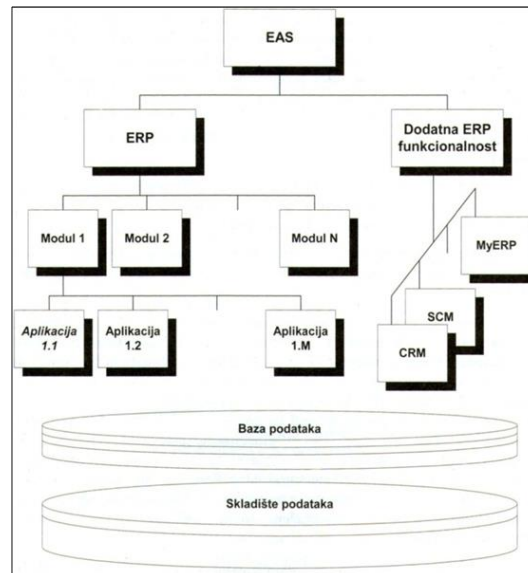 EAS
ERP
Dodatna ERP
funkcionalnost
Modul 1
Modul 2
Modul N
MyERP
Aplikacija
1.1
Aplikacija
1.2
Aplikacija
1.M
SCM
CRM
Baza podataka
Skladište podataka